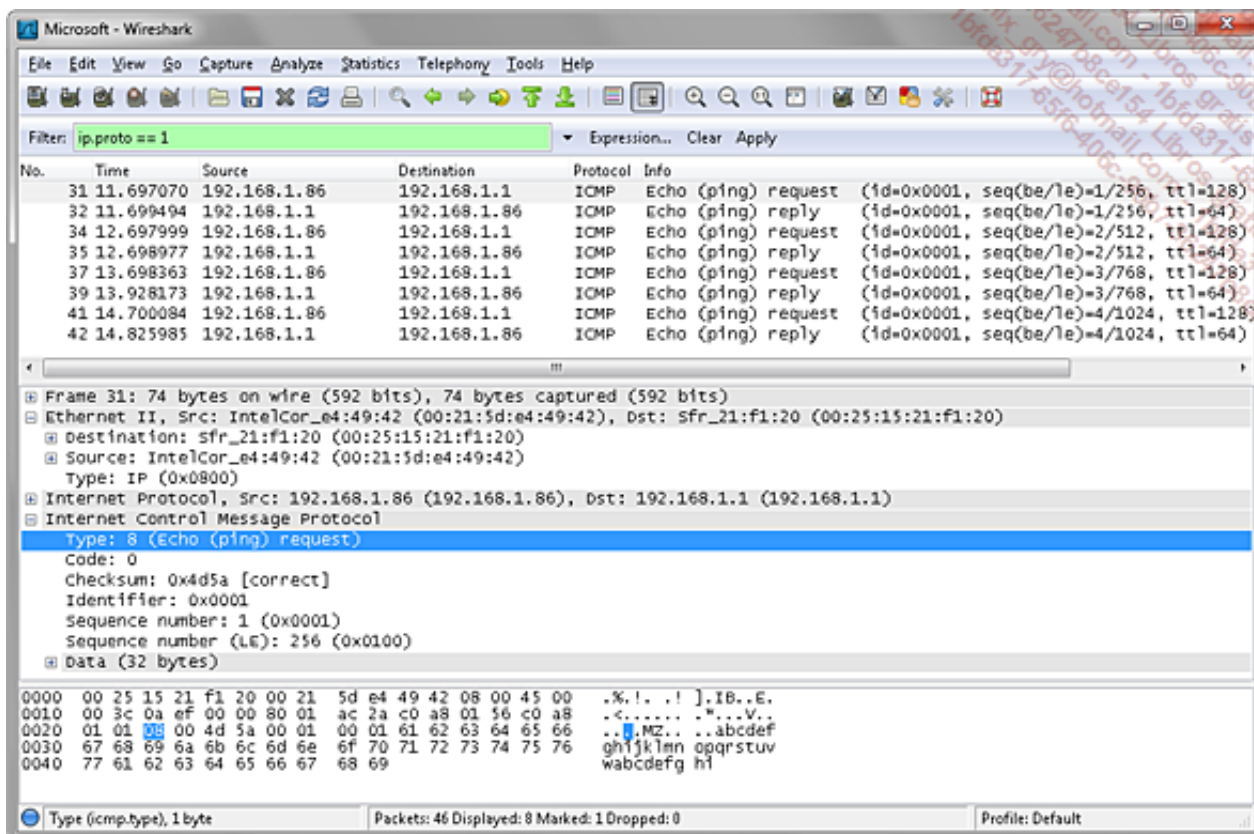 Microsoft - Wireshark
File Edit View Go Capture Analyze Statistics Telephony Tools Help
Filter: ip.proto == 1 Expression... Clear Apply
No. Time Source Destination Protocol Info
31 11.697070 192.168.1.86 192.168.1.1 ICMP Echo (ping) request (id=0x0001, seq(be/le)=1/256, ttl=128)
32 11.699494 192.168.1.1 192.168.1.86 ICMP Echo (ping) reply (id=0x0001, seq(be/le)=1/256, ttl=64)
34 12.697999 192.168.1.86 192.168.1.1 ICMP Echo (ping) request (id=0x0001, seq(be/le)=2/512, ttl=128)
35 12.698977 192.168.1.1 192.168.1.86 ICMP Echo (ping) reply (id=0x0001, seq(be/le)=2/512, ttl=64)
37 13.698363 192.168.1.86 192.168.1.1 ICMP Echo (ping) request (id=0x0001, seq(be/le)=3/768, ttl=128)
39 13.928173 192.168.1.1 192.168.1.86 ICMP Echo (ping) reply (id=0x0001, seq(be/le)=3/768, ttl=64)
41 14.700084 192.168.1.86 192.168.1.1 ICMP Echo (ping) request (id=0x0001, seq(be/le)=4/1024, ttl=128)
42 14.825985 192.168.1.1 192.168.1.86 ICMP Echo (ping) reply (id=0x0001, seq(be/le)=4/1024, ttl=64)
Frame 31: 74 bytes on wire (592 bits), 74 bytes captured (592 bits)
Ethernet II, Src: IntelCor_e4:49:42 (00:21:5d:e4:49:42), Dst: Sfr_21:f1:20 (00:25:15:21:f1:20)
Destination: Sfr_21:f1:20 (00:25:15:21:f1:20)
Source: IntelCor_e4:49:42 (00:21:5d:e4:49:42)
Type: IP (0x0800)
Internet Protocol, Src: 192.168.1.86 (192.168.1.86), Dst: 192.168.1.1 (192.168.1.1)
Internet Control Message Protocol
Type: 8 (Echo (ping) request)
Code: 0
Checksum: 0x4d5a [correct]
Identifier: 0x0001
Sequence number: 1 (0x0001)
Sequence number (LE): 256 (0x0100)
Data (32 bytes)
0000 00 25 15 21 f1 20 00 21 5d e4 49 42 08 00 45 00 .%.!. .! ].IB..E.
0010 00 3c 0a ef 00 00 80 01 ac 2a c0 a8 01 56 c0 a8 .<...... .*...V..
0020 01 01 08 00 4d 5a 00 01 00 01 61 62 63 64 65 66 ....MZ.. ..abcdef
0030 67 68 69 6a 6b 6c 6d 6e 6f 70 71 72 73 74 75 76 ghijklmn opqrstuv
0040 77 61 62 63 64 65 66 67 68 69 wabcdefg hi
Type (icmp.type), 1 byte Packets: 46 Displayed: 8 Marked: 1 Dropped: 0 Profile: Default